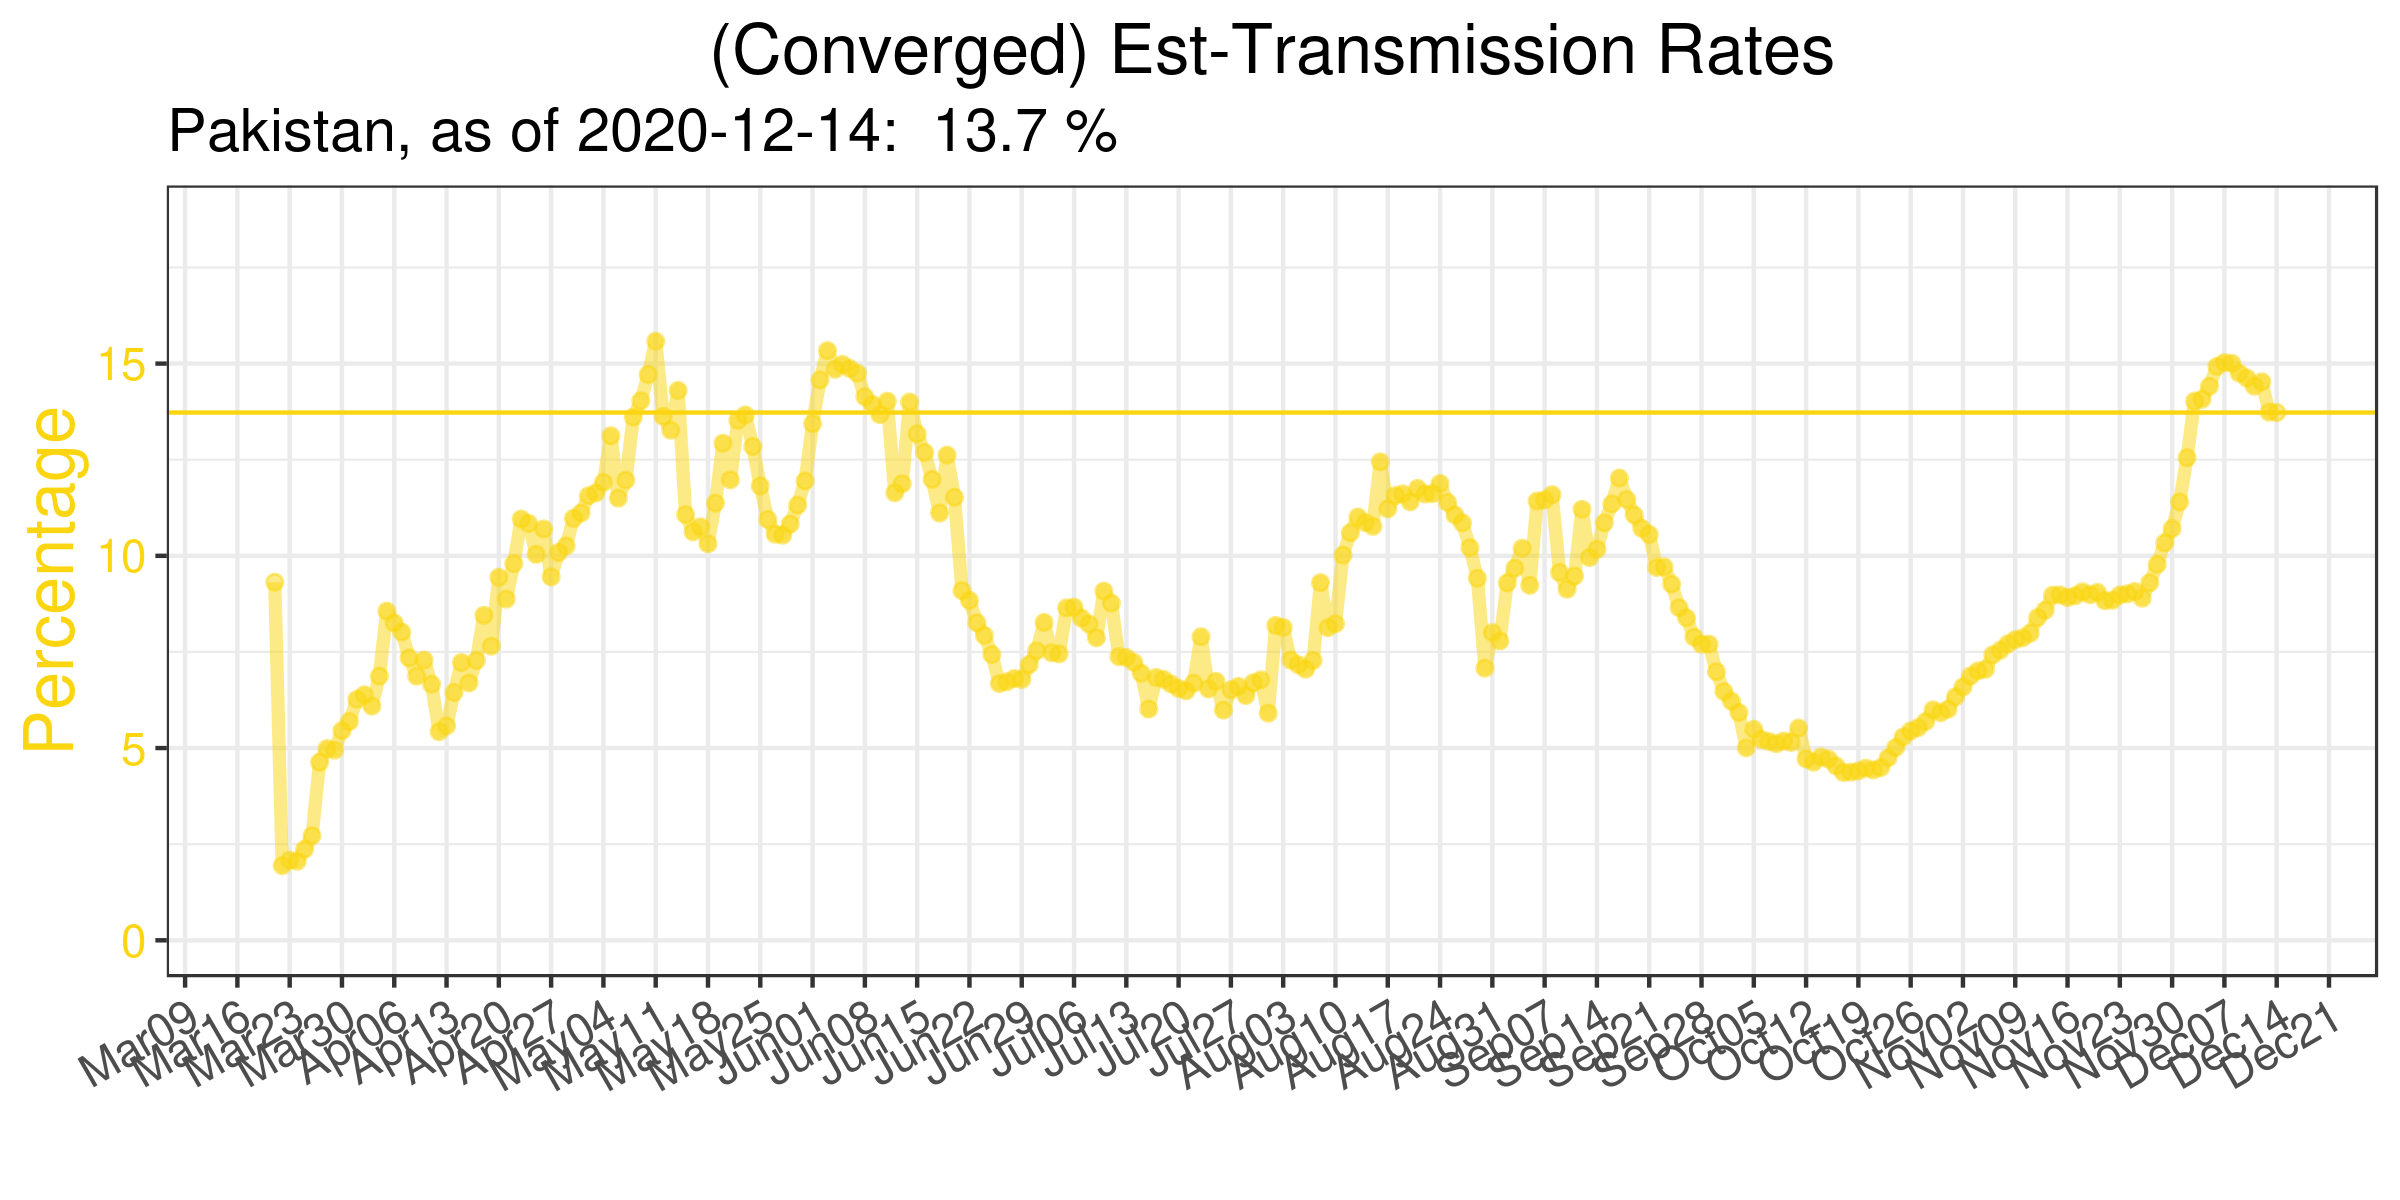 (Converged) Est-Transmission Rates
Pakistan, as of 2020-12-14:  13.7 %
Percentage
15
10
5
0
Mar09
Mar16
Mar23
Mar30
Apr06
Apr13
Apr20
Apr27
May04
May11
May18
May25
Jun01
Jun08
Jun15
Jun22
Jun29
Jul06
Jul13
Jul20
Jul27
Aug03
Aug10
Aug17
Aug24
Aug31
Sep07
Sep14
Sep21
Sep28
Oct05
Oct12
Oct19
Oct26
Nov02
Nov09
Nov16
Nov23
Nov30
Dec07
Dec14
Dec21